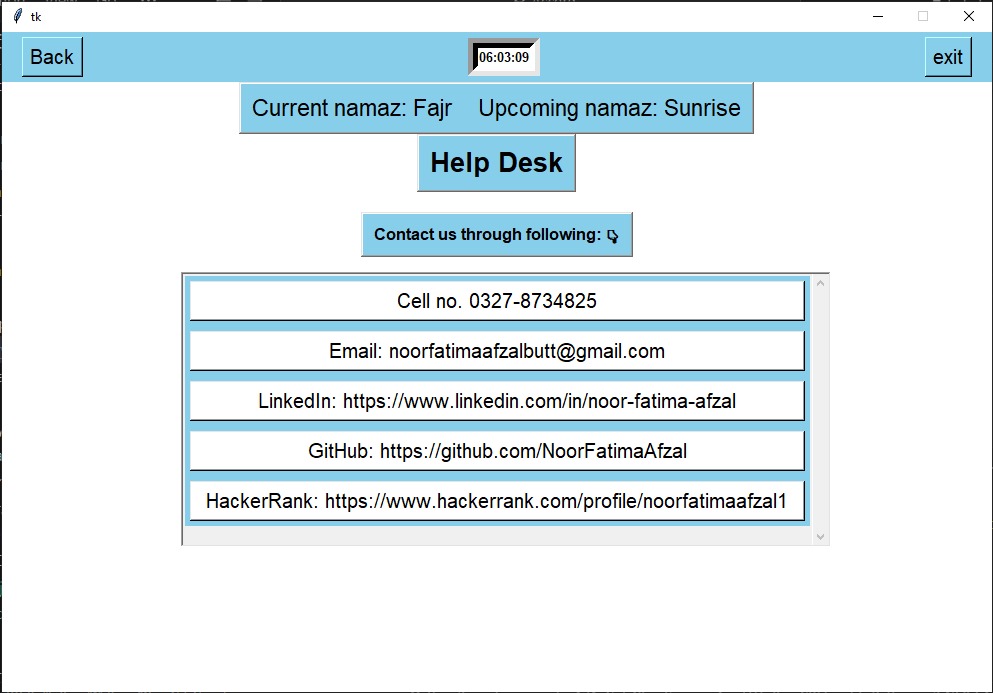 tk
Back 06:03:09 exit
Current namaz: Fajr Upcoming namaz: Sunrise
Help Desk
Contact us through following:
Cell no. 0327-8734825
Email: noorfatimaafzalbutt@gmail.com
LinkedIn: https://www.linkedin.com/in/noor-fatima-afzal
GitHub: https://github.com/NoorFatimaAfzal
HackerRank: https://www.hackerrank.com/profile/noorfatimaafzal1